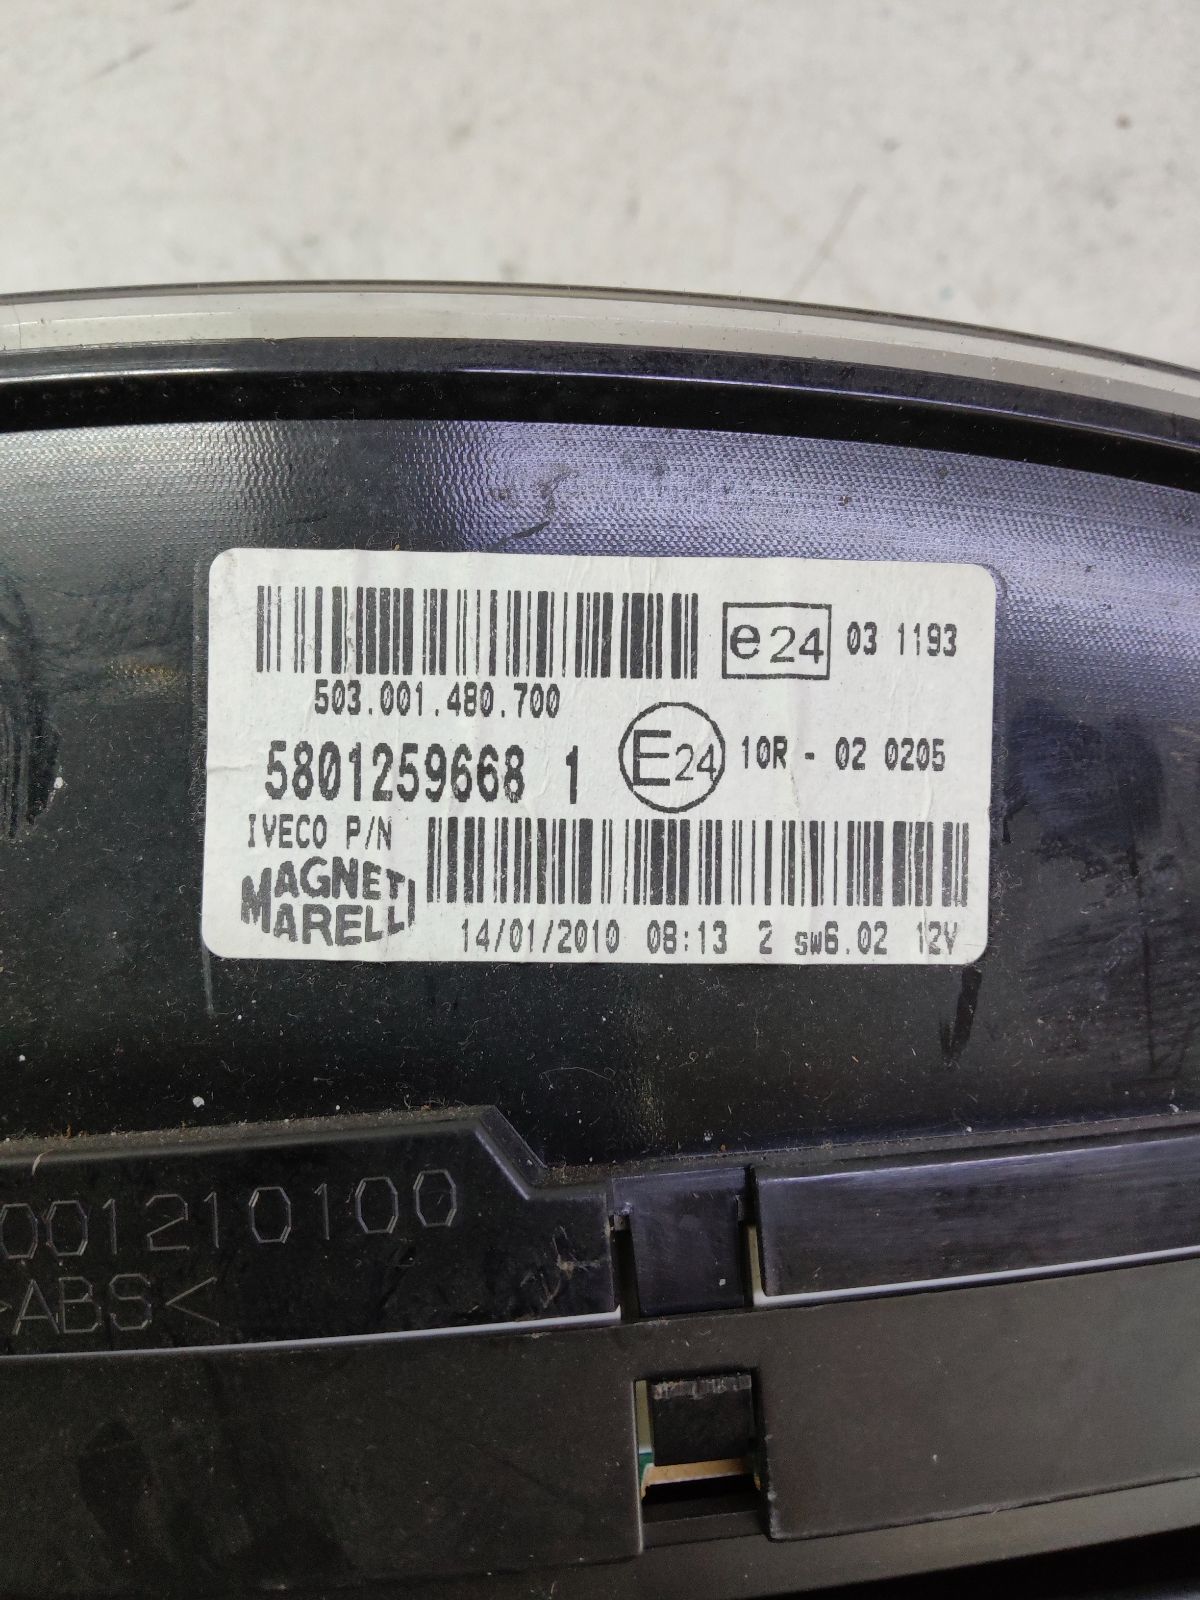 e24 03 1193
503.001.480.700
5801259668 1 E24 10R - 02 0205
IVECO P/N
MAGNETI
MARELLI
14/01/2010 08:13 2 sw6.02 12V
001210100
>ABS<